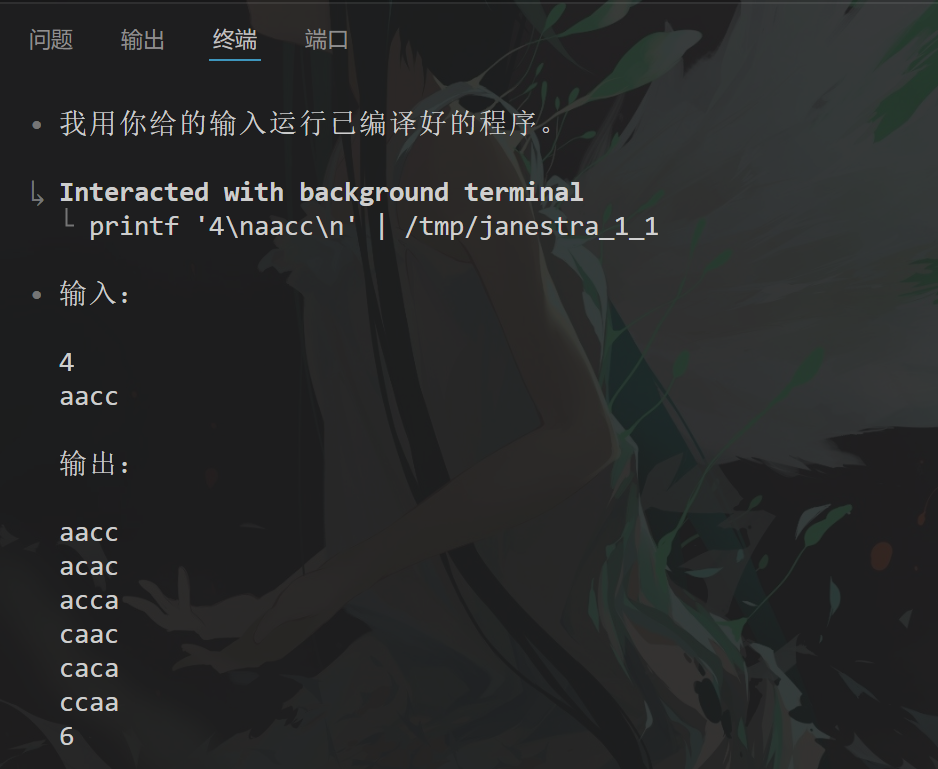 问题 输出 终端 端口
• 我用你给的输入运行已编译好的程序。
↳ Interacted with background terminal
└ printf '4\naacc\n' | /tmp/janestra_1_1
• 输入：
4
aacc
输出：
aacc
acac
acca
caac
caca
ccaa
6